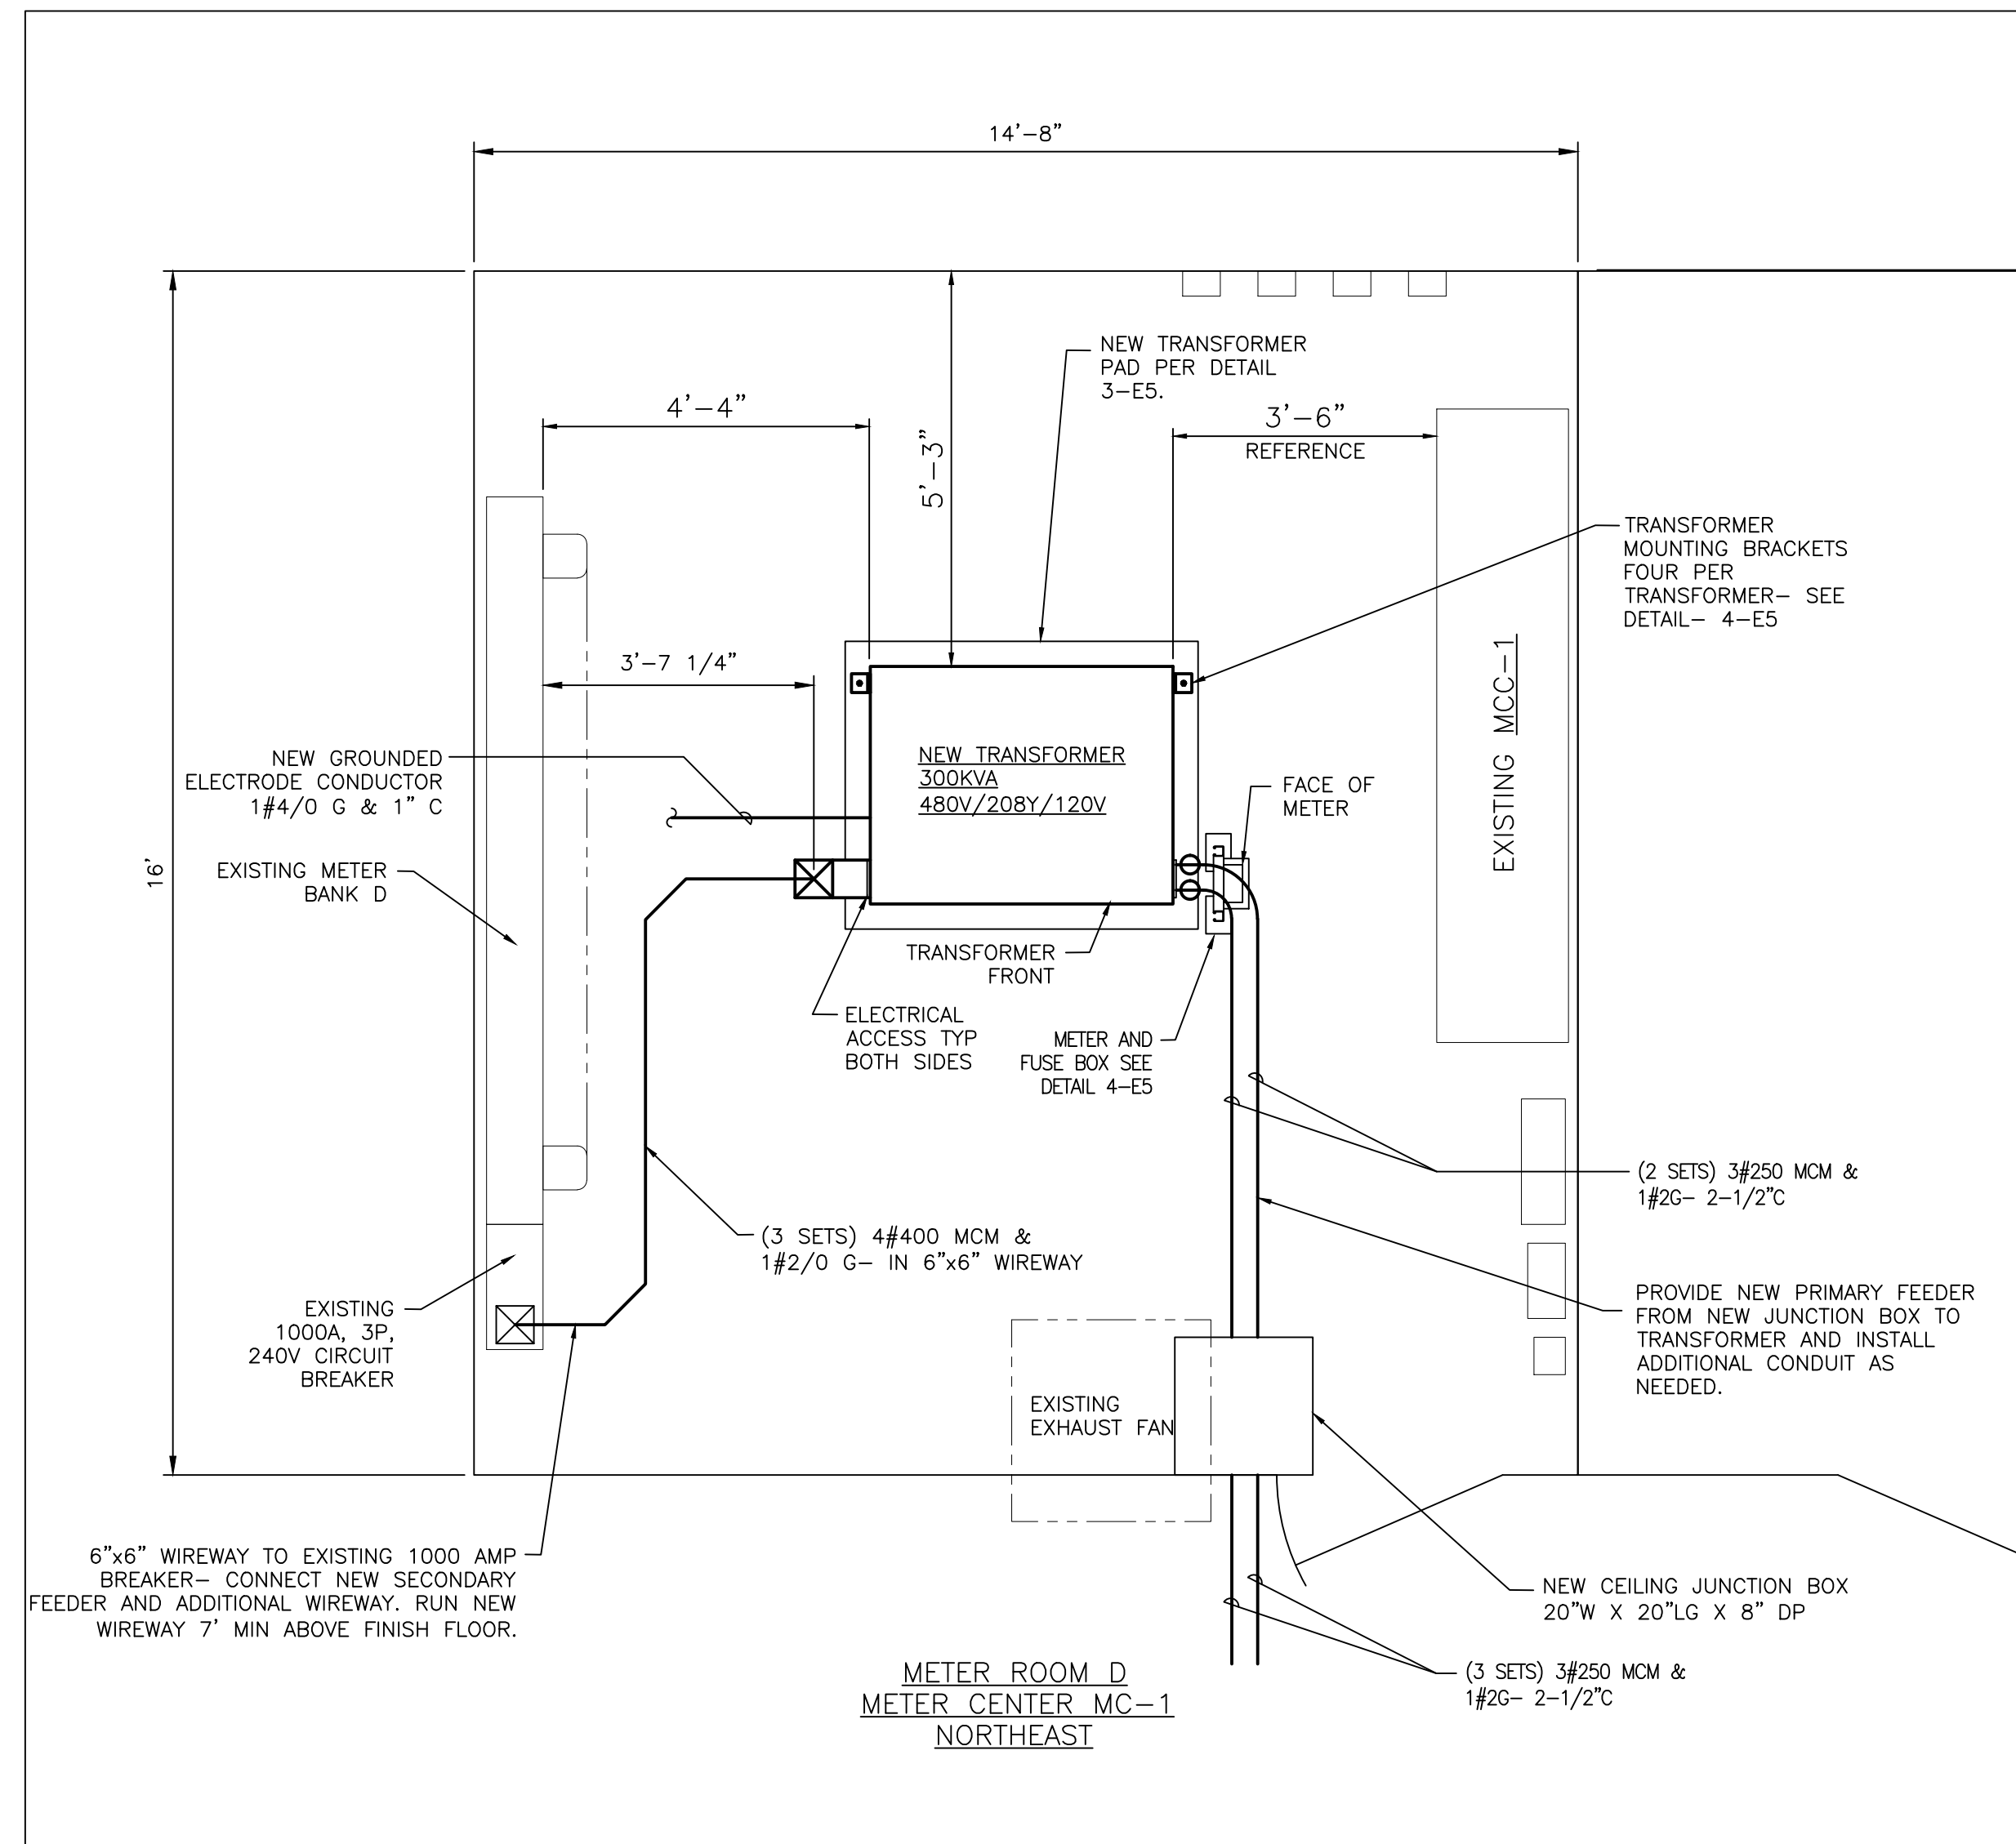 14'-8"
NEW TRANSFORMER
PAD PER DETAIL
3-E5.
4'-4"
5'-3"
3'-6"
REFERENCE
TRANSFORMER
MOUNTING BRACKETS
FOUR PER
TRANSFORMER- SEE
DETAIL- 4-E5
3'-7 1/4"
EXISTING MCC-1
NEW GROUNDED
ELECTRODE CONDUCTOR
1#4/0 G & 1" C
NEW TRANSFORMER
300KVA
480V/208Y/120V
FACE OF
METER
16'
EXISTING METER
BANK D
TRANSFORMER
FRONT
ELECTRICAL
ACCESS TYP
BOTH SIDES
METER AND
FUSE BOX SEE
DETAIL 4-E5
(2 SETS) 3#250 MCM &
1#2G- 2-1/2"C
(3 SETS) 4#400 MCM &
1#2/0 G- IN 6"x6" WIREWAY
EXISTING
1000A, 3P,
240V CIRCUIT
BREAKER
PROVIDE NEW PRIMARY FEEDER
FROM NEW JUNCTION BOX TO
TRANSFORMER AND INSTALL
ADDITIONAL CONDUIT AS
NEEDED.
EXISTING
EXHAUST FAN
6"x6" WIREWAY TO EXISTING 1000 AMP
BREAKER- CONNECT NEW SECONDARY
FEEDER AND ADDITIONAL WIREWAY. RUN NEW
WIREWAY 7' MIN ABOVE FINISH FLOOR.
NEW CEILING JUNCTION BOX
20"W X 20"LG X 8" DP
(3 SETS) 3#250 MCM &
1#2G- 2-1/2"C
METER ROOM D
METER CENTER MC-1
NORTHEAST